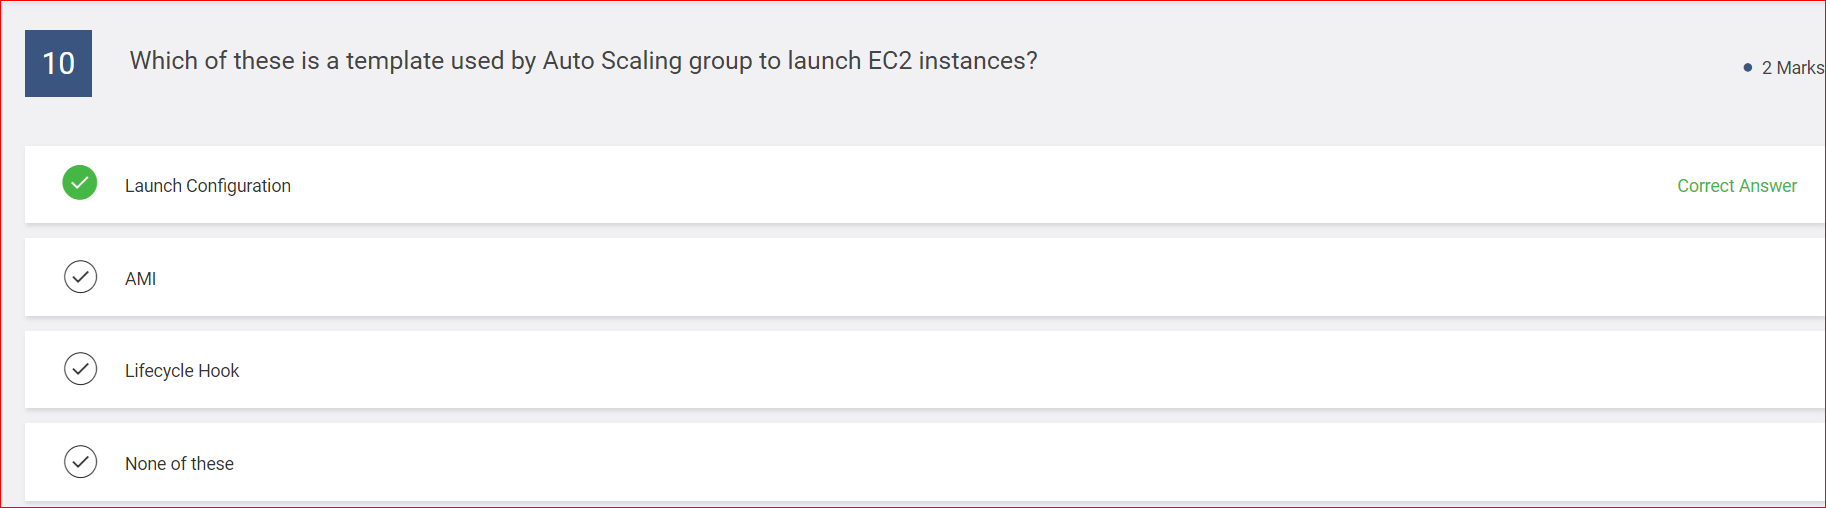 10
Which of these is a template used by Auto Scaling group to launch EC2 instances?
2 Marks
Launch Configuration
Correct Answer
AMI
Lifecycle Hook
None of these